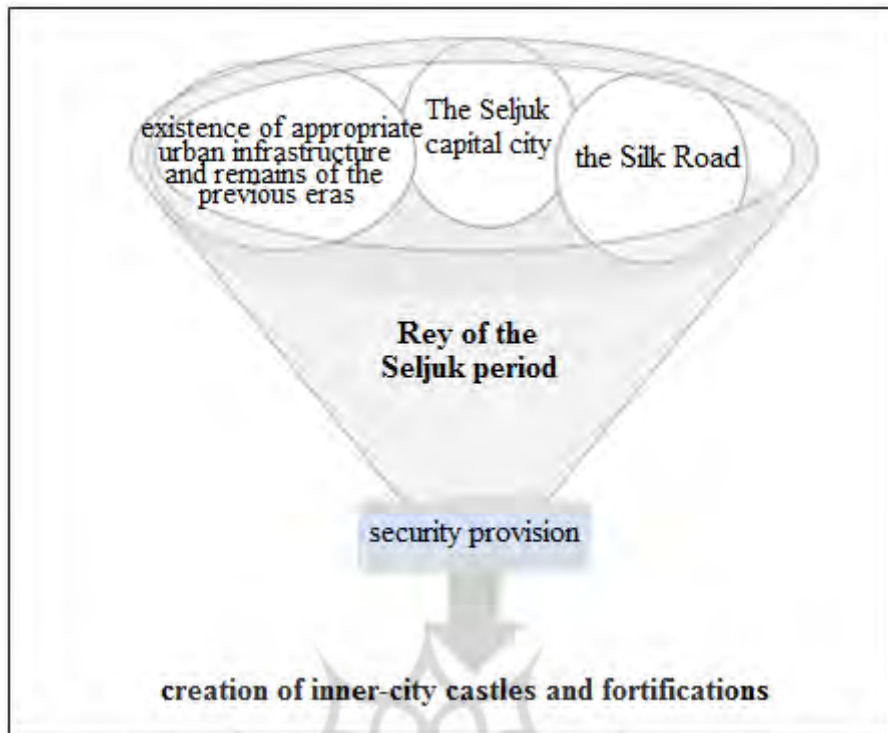 existence of appropriate
urban infrastructure
and remains of the
previous eras
The Seljuk
capital city
the Silk Road
Rey of the
Seljuk period
security provision
creation of inner-city castles and fortifications